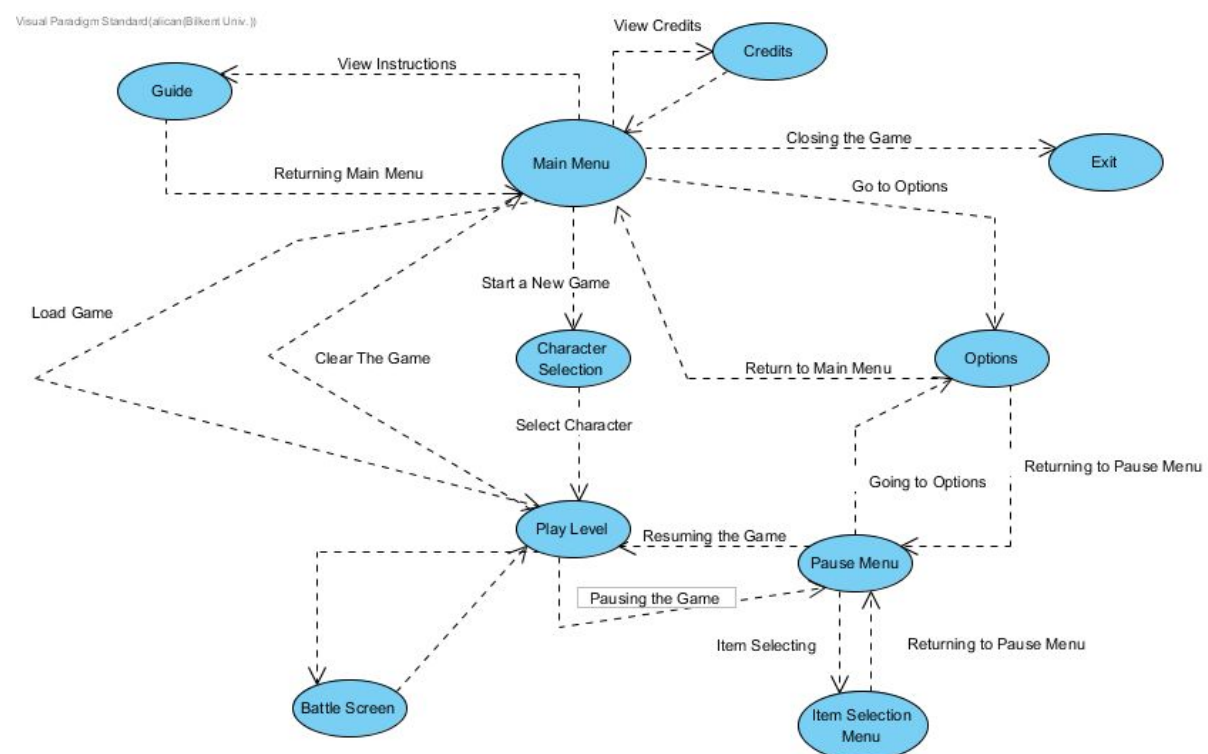 Visual Paradigm Standard(alican(Bilkent Univ.))
View Credits
Credits
View Instructions
Guide
Closing the Game
Main Menu
Exit
Returning Main Menu
Go to Options
Start a New Game
Load Game
Character
Selection
Clear The Game
Options
Return to Main Menu
Select Character
Returning to Pause Menu
Going to Options
Play Level
Resuming the Game
Pause Menu
Pausing the Game
Item Selecting
Returning to Pause Menu
Battle Screen
Item Selection
Menu